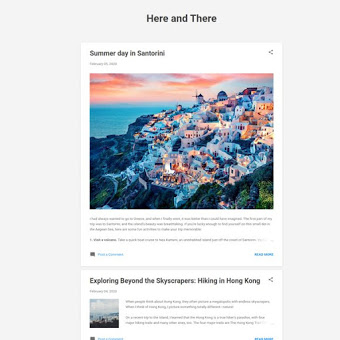 Here and There
Summer day in Santorini
February 05, 2020
I had always wanted to go to Greece, and when I finally went, it was better than I could have imagined. The first part of my
trip was to Santorini, and the island's beauty was breathtaking. If you're lucky enough to find yourself on this small isle in
the Aegean Sea, here are some fun activities to make your trip memorable:
1. Visit a volcano. Take a quick boat cruise to Nea Kameni, an uninhabited island just off the coast of Santorini.
Post a Comment
READ MORE
Exploring Beyond the Skyscrapers: Hiking in Hong Kong
February 04, 2020
When people think about Hong Kong, they often picture a megalopolis with endless skyscrapers.
When I think of Hong Kong, I picture something totally different: nature!
On a recent trip to the island, I learned that the Hong Kong is a real hiker's paradise, with four
major hiking trails and many other ones, too. The four major trails are The Hong Kong Trail
Post a Comment
READ MORE